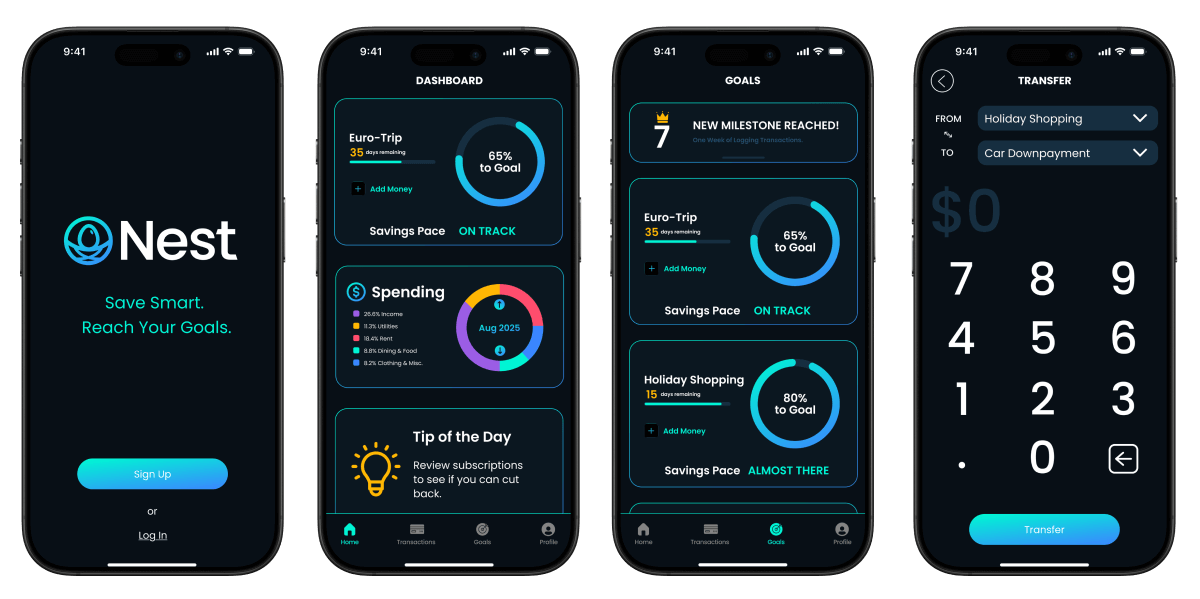 9:41
Nest
Save Smart.
Reach Your Goals.
Sign Up
or
Log In
9:41
DASHBOARD
Euro-Trip
35 days remaining
65%
to Goal
+ Add Money
Savings Pace ON TRACK
$ Spending
26.6% Income
11.3% Utilities
18.4% Rent
8.8% Dining & Food
8.2% Clothing & Misc.
Aug 2025
Tip of the Day
Review subscriptions
to see if you can cut
back.
Home Transactions Goals Profile
9:41
GOALS
7
NEW MILESTONE REACHED!
One Week of Logging Transactions.
Euro-Trip
35 days remaining
65%
to Goal
+ Add Money
Savings Pace ON TRACK
Holiday Shopping
15 days remaining
80%
to Goal
+ Add Money
Savings Pace ALMOST THERE
Home Transactions Goals Profile
9:41
TRANSFER
FROM Holiday Shopping
TO Car Downpayment
$0
7 8 9
4 5 6
1 2 3
. 0
Transfer